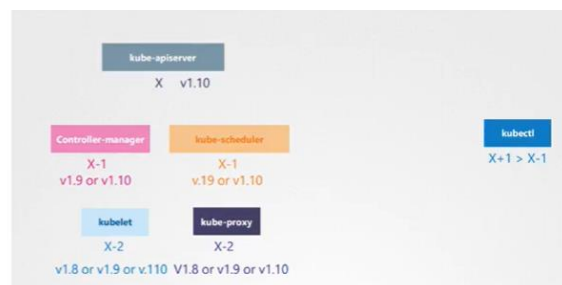 kube-apiserver
X v1.10
Controller-manager
kube-scheduler
kubectl
X-1
X-1
X+1 > X-1
v1.9 or v1.10
v.19 or v1.10
kubelet
kube-proxy
X-2
X-2
v1.8 or v1.9 or v.110
V1.8 or v1.9 or v1.10